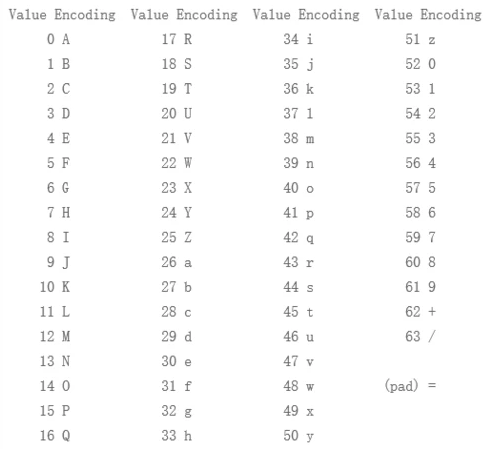 Value Encoding Value Encoding Value Encoding Value Encoding
0 A 17 R 34 i 51 z
1 B 18 S 35 j 52 0
2 C 19 T 36 k 53 1
3 D 20 U 37 l 54 2
4 E 21 V 38 m 55 3
5 F 22 W 39 n 56 4
6 G 23 X 40 o 57 5
7 H 24 Y 41 p 58 6
8 I 25 Z 42 q 59 7
9 J 26 a 43 r 60 8
10 K 27 b 44 s 61 9
11 L 28 c 45 t 62 +
12 M 29 d 46 u 63 /
13 N 30 e 47 v
14 O 31 f 48 w (pad) =
15 P 32 g 49 x
16 Q 33 h 50 y